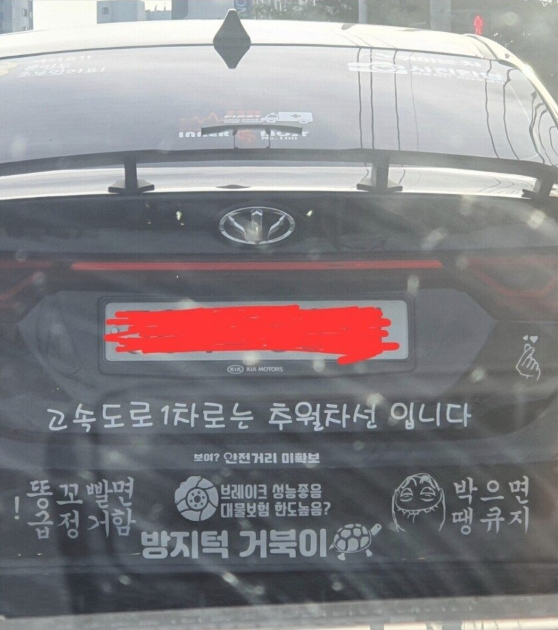 KIA MOTORS
고속도로 1차로는 추월차선 입니다
보여? 안전거리 미확보
! 똥꼬빨면
급정거함
브레이크 성능좋음
대물보험 한도높음?
박으면
땡큐지
방지턱 거북이